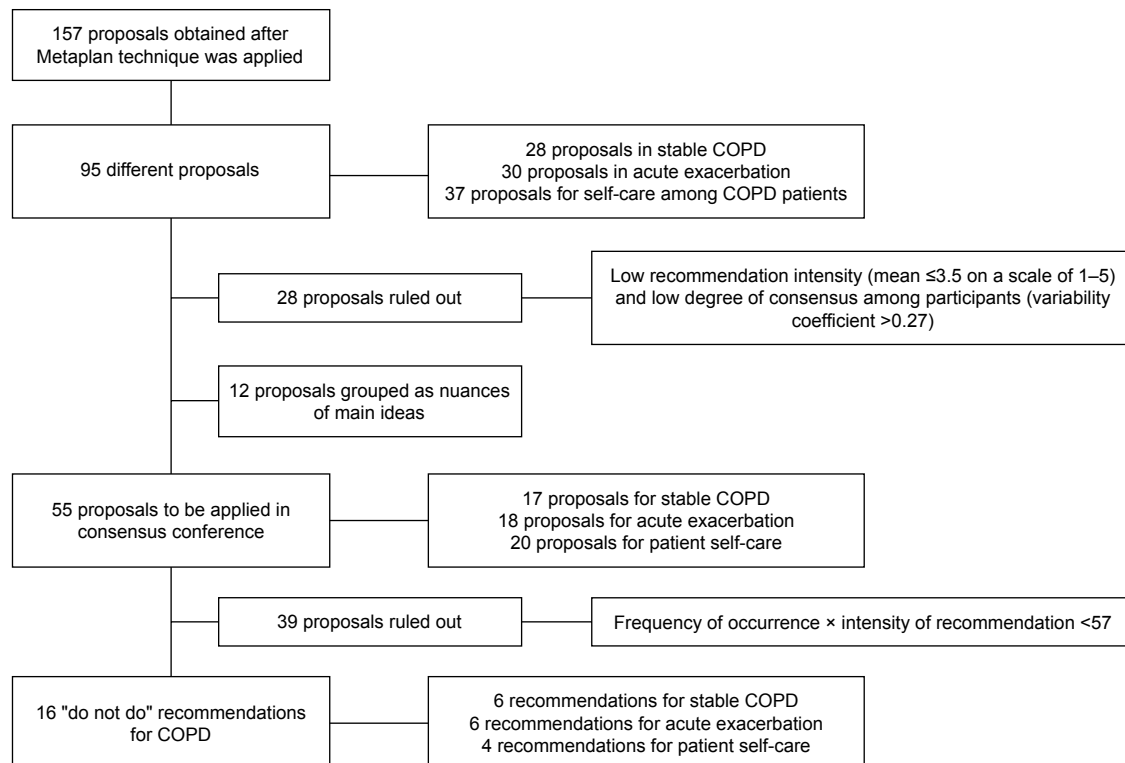 157 proposals obtained after
Metaplan technique was applied
95 different proposals
28 proposals in stable COPD
30 proposals in acute exacerbation
37 proposals for self-care among COPD patients
28 proposals ruled out
Low recommendation intensity (mean ≤3.5 on a scale of 1–5)
and low degree of consensus among participants (variability
coefficient >0.27)
12 proposals grouped as nuances
of main ideas
55 proposals to be applied in
consensus conference
17 proposals for stable COPD
18 proposals for acute exacerbation
20 proposals for patient self-care
39 proposals ruled out
Frequency of occurrence × intensity of recommendation <57
16 "do not do" recommendations
for COPD
6 recommendations for stable COPD
6 recommendations for acute exacerbation
4 recommendations for patient self-care